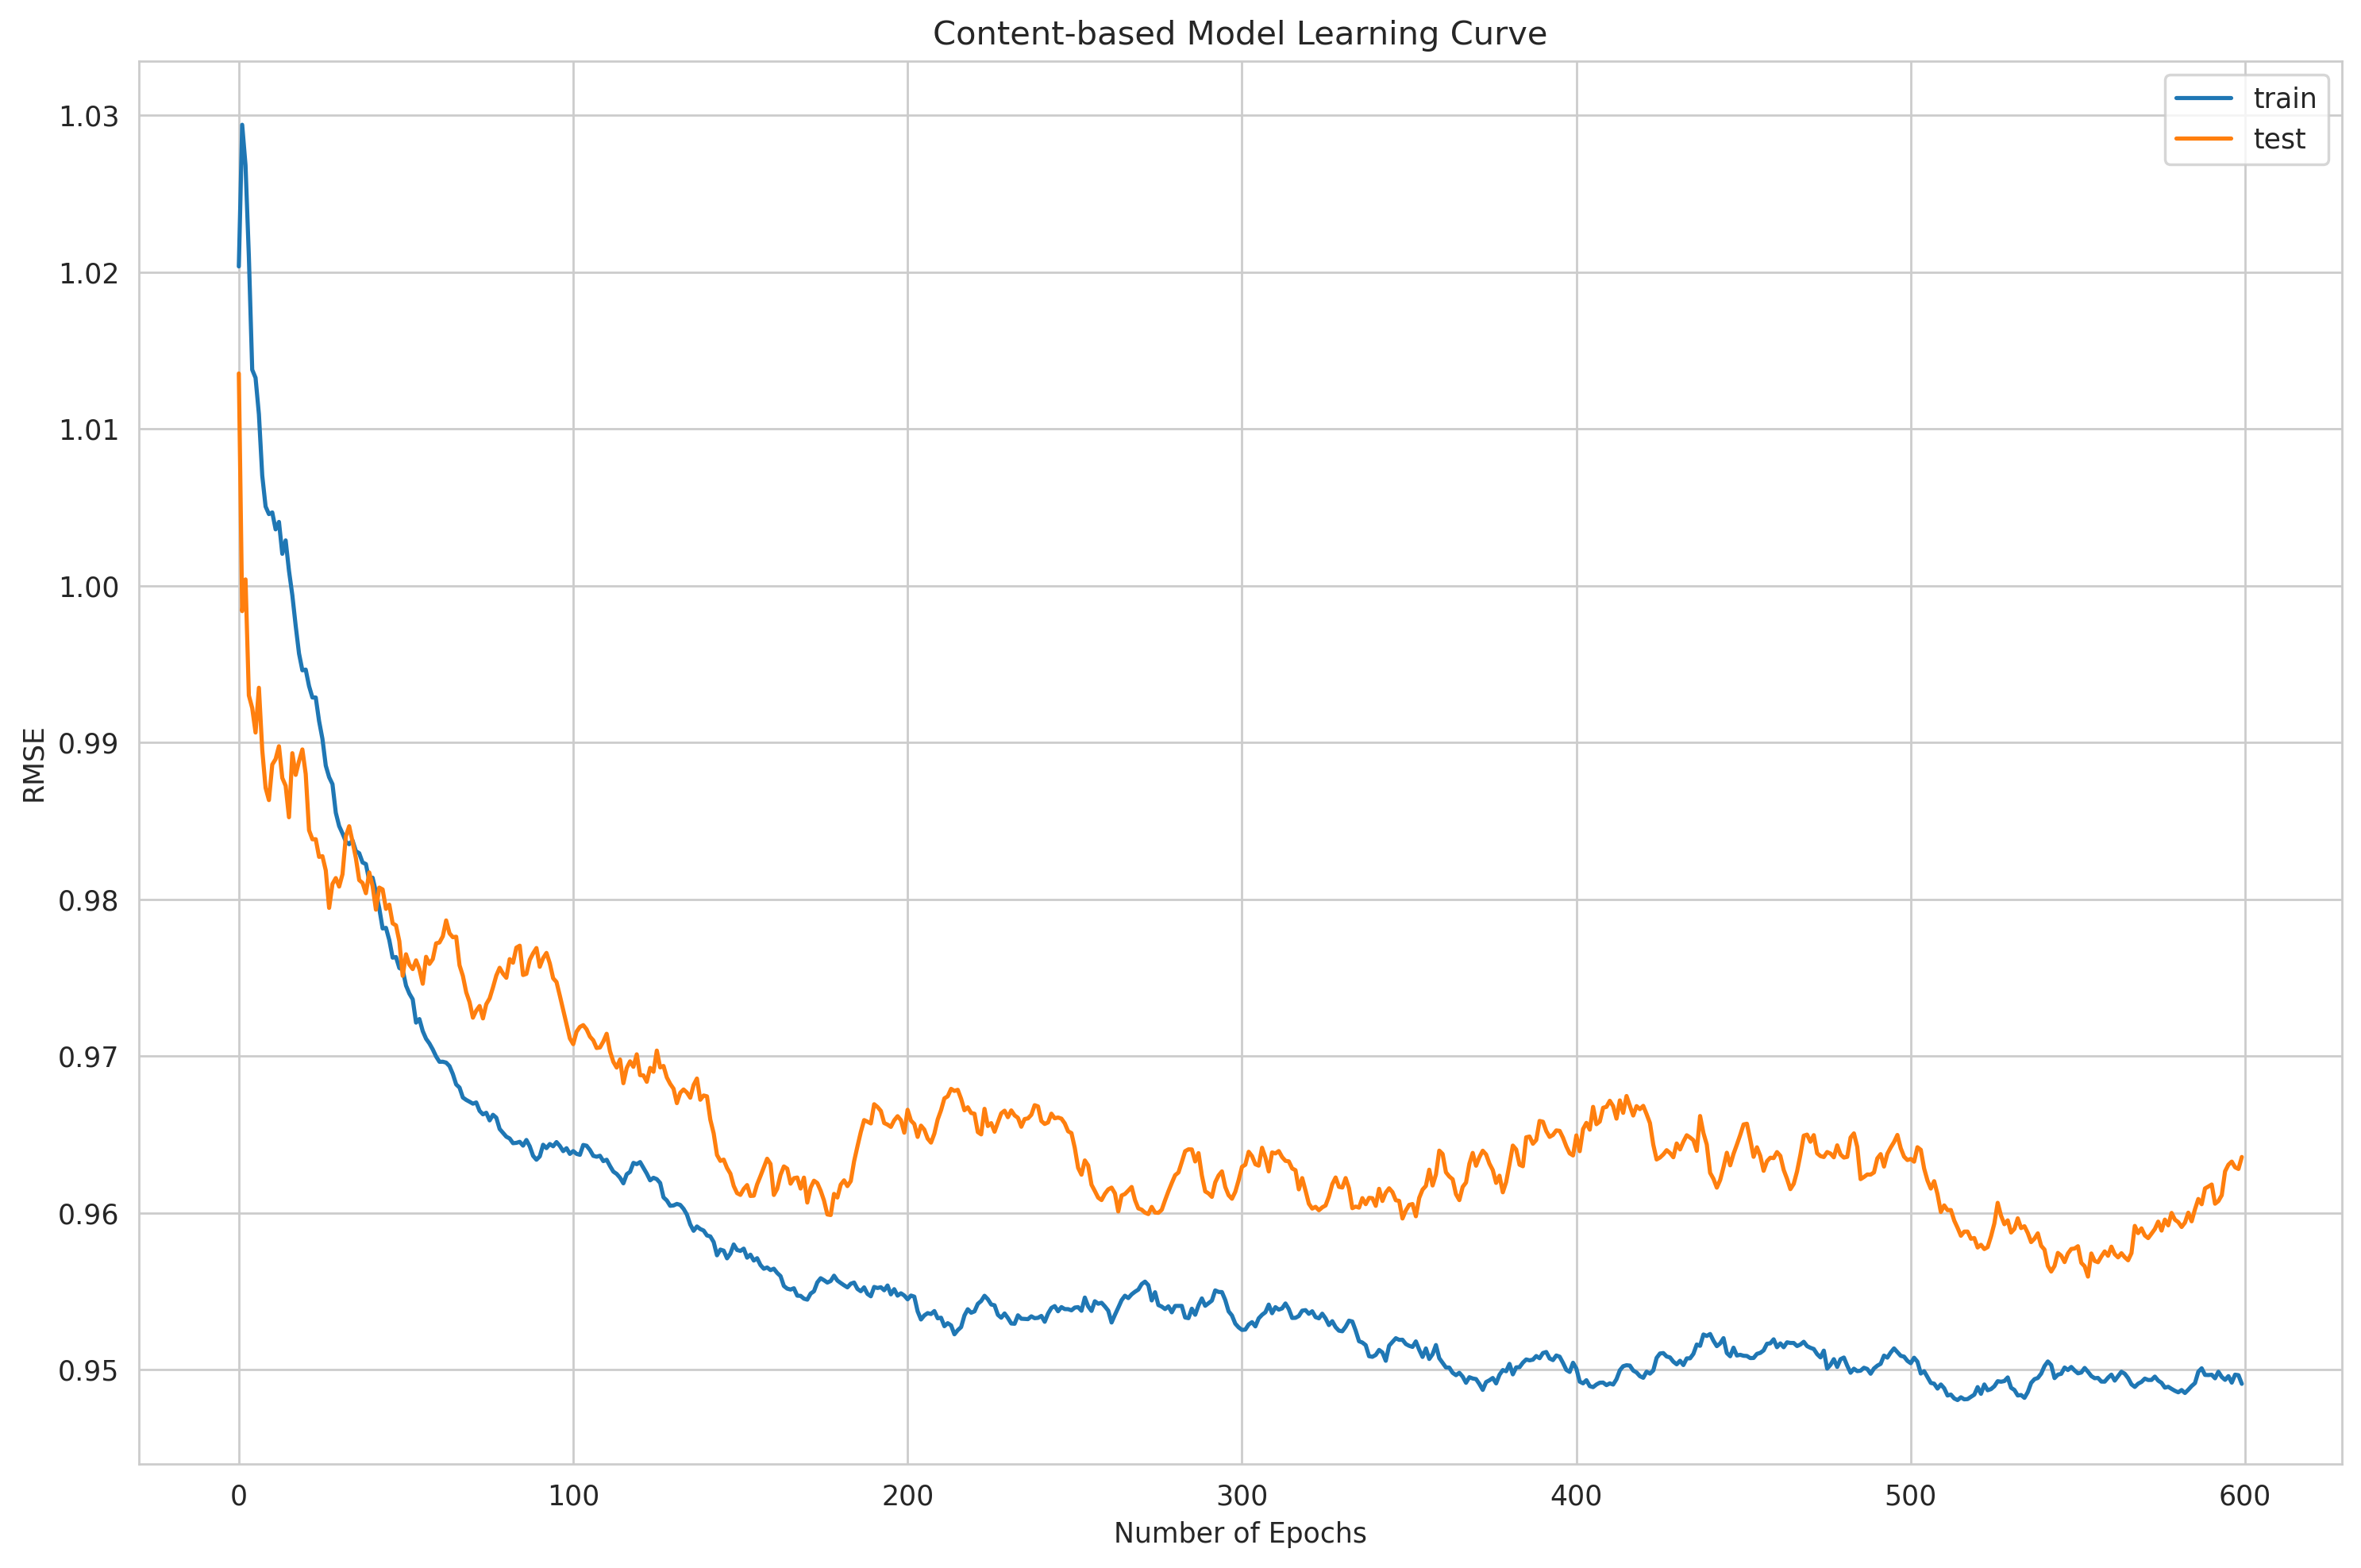 Content-based Model Learning Curve
train
test
1.03
1.02
1.01
1.00
0.99
0.98
0.97
0.96
0.95
RMSE
0 100 200 300 400 500 600
Number of Epochs